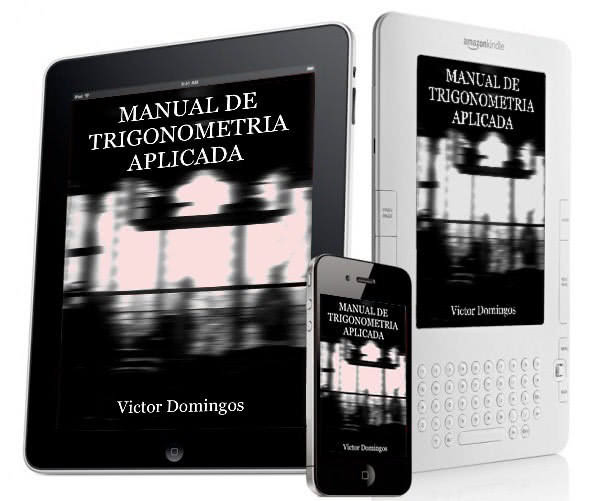 MANUAL DE
TRIGONOMETRIA
APLICADA
Victor Domingos
amazonkindle
MANUAL DE
TRIGONOMETRIA
APLICADA
Victor Domingos
MANUAL DE
TRIGONOMETRIA
APLICADA
Victor Domingos